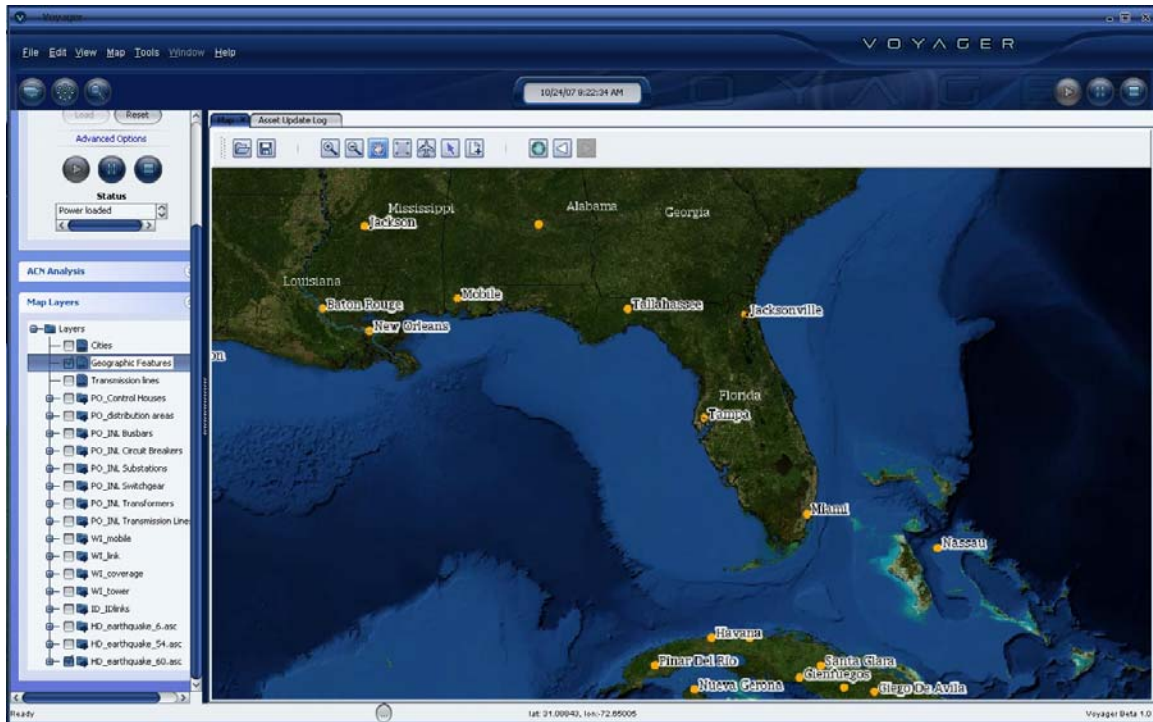 Voyager
File Edit View Map Tools Window Help
VOYAGER
10/24/07 9:22:34 AM
Load Reset
Advanced Options
Status
Power loaded
ACN Analysis
Map Layers
Layers
Cities
Geographic Features
Transmission lines
PO_Control Houses
PO_distribution areas
PO_INL Busbars
PO_INL Circuit Breakers
PO_INL Substations
PO_INL Switchgear
PO_INL Transformers
PO_INL Transmission Line
WI_mobile
WI_link
WI_coverage
WI_tower
ID_IDlinks
HD_earthquake_6.asc
HD_earthquake_54.asc
HD_earthquake_60.asc
Map Asset Update Log
Mississippi
Alabama
Georgia
Jackson
Louisiana
Baton Rouge
Mobile
Tallahassee
Jacksonville
New Orleans
on
Florida
Tampa
Miami
Nassau
Havana
Pinar Del Rio
Santa Clara
Cienfuegos
Nueva Gerona
Ciego De Avila
Ready
lat: 31.09943, lon:-72.65005
Voyager Beta 1.0